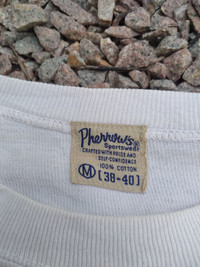 Pherrow's®
Sportswear
CRAFTED WITH PRIDE AND
SELF-CONFIDENCE
100% COTTON
M [38-40]